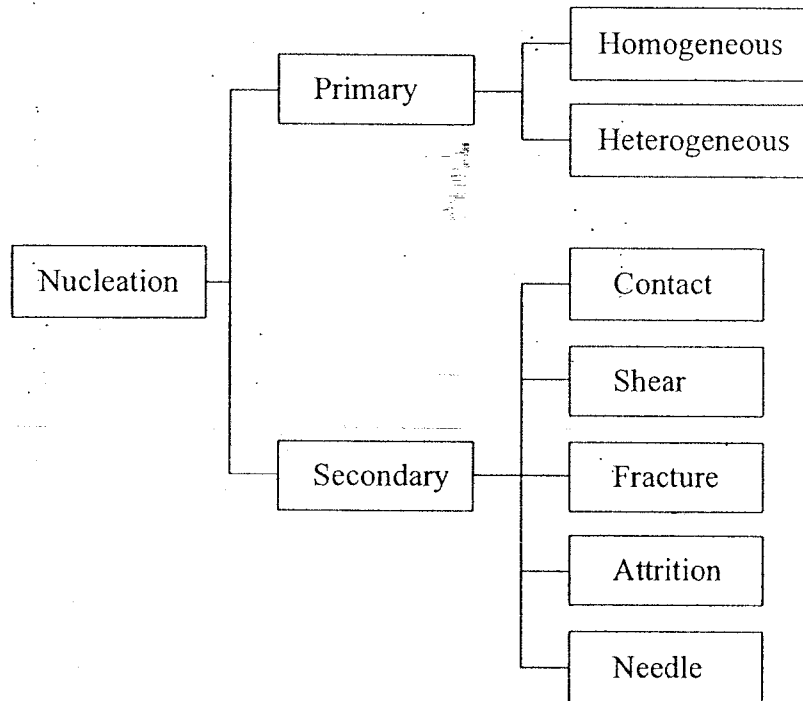 Homogeneous
Primary
Heterogeneous
Nucleation
Contact
Shear
Secondary
Fracture
Attrition
Needle